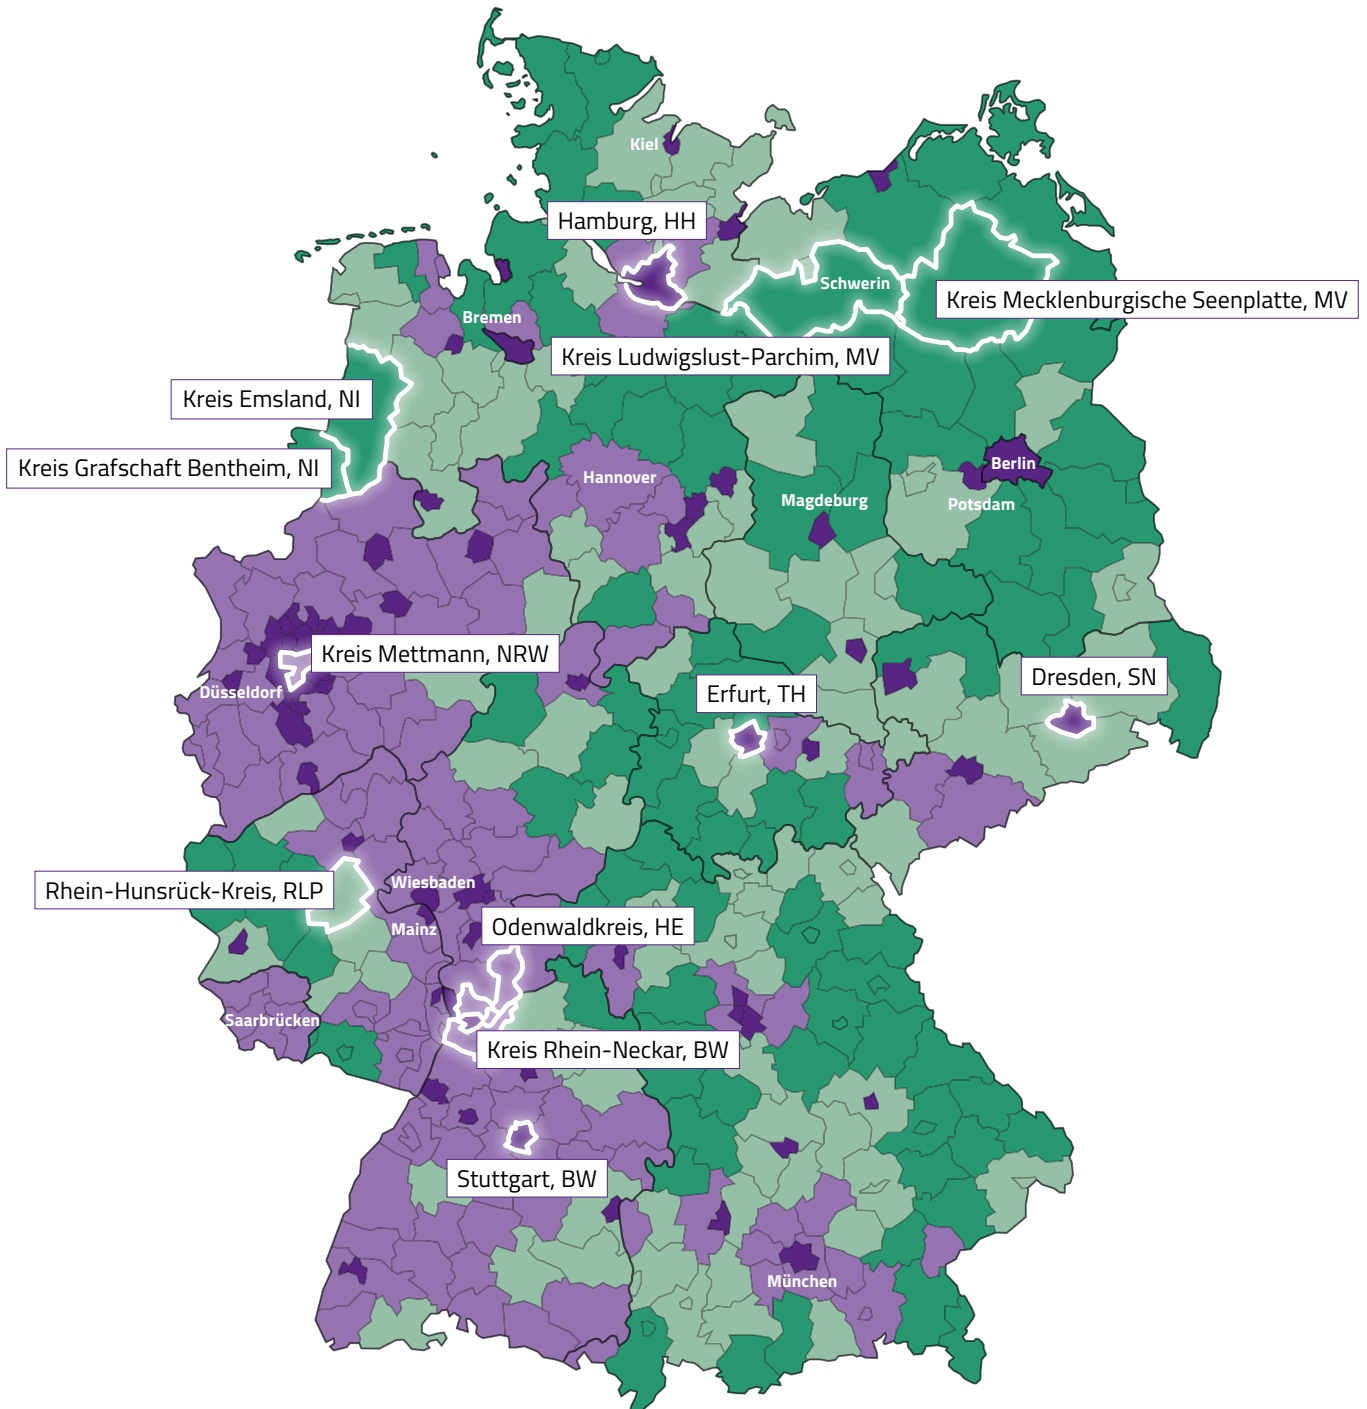 Kiel
Hamburg, HH
Schwerin
Kreis Mecklenburgische Seenplatte, MV
Bremen
Kreis Ludwigslust-Parchim, MV
Kreis Emsland, NI
Kreis Grafschaft Bentheim, NI
Hannover
Berlin
Magdeburg
Potsdam
Kreis Mettmann, NRW
Düsseldorf
Erfurt, TH
Dresden, SN
Rhein-Hunsrück-Kreis, RLP
Wiesbaden
Mainz
Odenwaldkreis, HE
Saarbrücken
Kreis Rhein-Neckar, BW
Stuttgart, BW
München